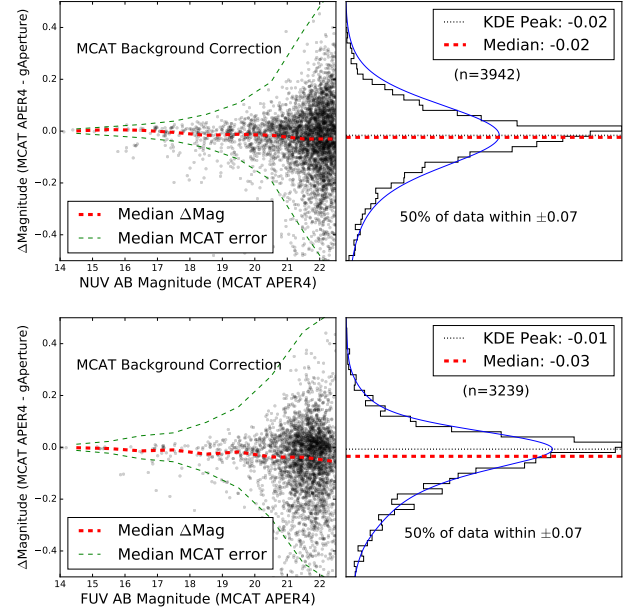 MCAT Background Correction
ΔMagnitude (MCAT APER4 - gAperture)
0.4
0.2
0.0
−0.2
−0.4
Median ΔMag
Median MCAT error
14 15 16 17 18 19 20 21 22
NUV AB Magnitude (MCAT APER4)
KDE Peak: -0.02
Median: -0.02
(n=3942)
50% of data within ±0.07
MCAT Background Correction
ΔMagnitude (MCAT APER4 - gAperture)
0.4
0.2
0.0
−0.2
−0.4
Median ΔMag
Median MCAT error
14 15 16 17 18 19 20 21 22
FUV AB Magnitude (MCAT APER4)
KDE Peak: -0.01
Median: -0.03
(n=3239)
50% of data within ±0.07